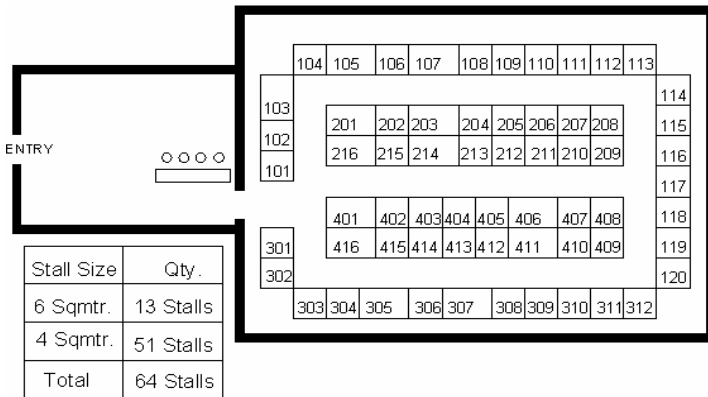 104 105 106 107 108 109 110 111 112 113
103
114
102
201 202 203 204 205 206 207 208
115
ENTRY
101
216 215 214 213 212 211 210 209
116
117
401 402 403 404 405 406 407 408
118
301
416 415 414 413 412 411 410 409
119
302
120
303 304 305 306 307 308 309 310 311 312
Stall Size Qty.
6 Sqmtr. 13 Stalls
4 Sqmtr. 51 Stalls
Total 64 Stalls